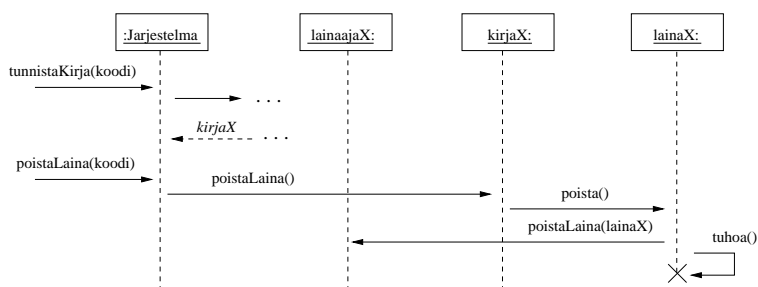 :Jarjestelma
lainaajaX:
kirjaX:
lainaX:
tunnistaKirja(koodi)
. . .
kirjaX
. . .
poistaLaina(koodi)
poistaLaina()
poista()
poistaLaina(lainaX)
tuhoa()